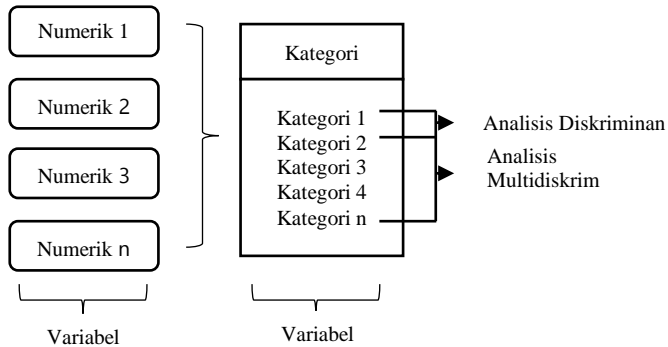 Numerik 1
Numerik 2
Numerik 3
Numerik n
Variabel
Kategori
Kategori 1
Kategori 2
Kategori 3
Kategori 4
Kategori n
Variabel
Analisis Diskriminan
Analisis
Multidiskrim